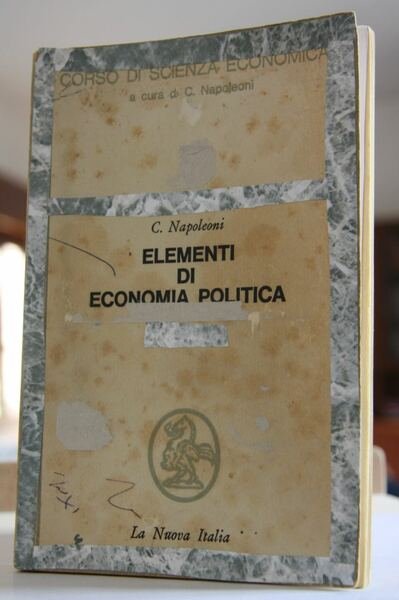 CORSO DI SCIENZA ECONOMICA
a cura di C. Napoleoni
C. Napoleoni
ELEMENTI
DI
ECONOMIA POLITICA
La Nuova Italia